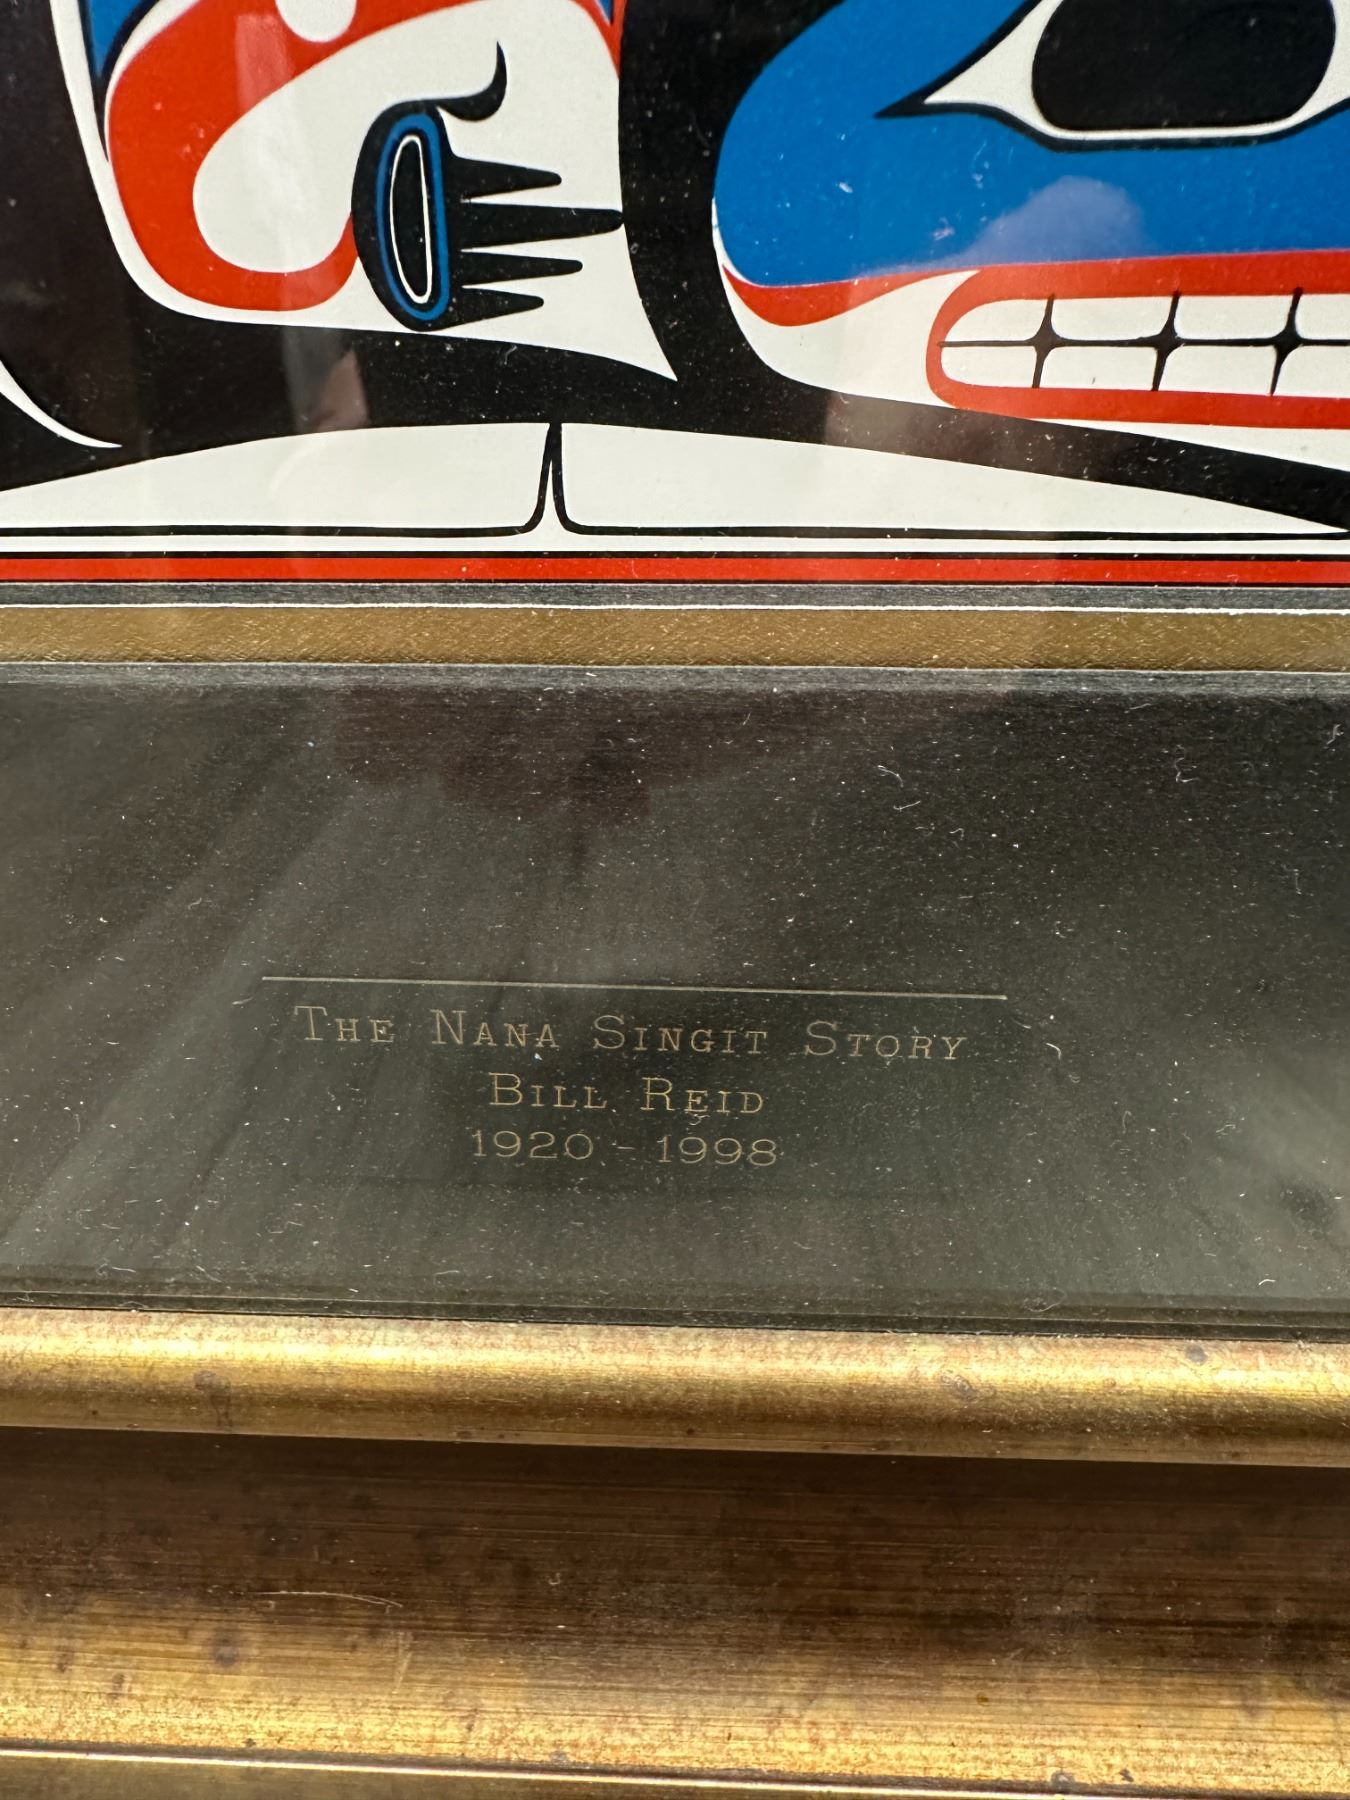 The Nana Singit Story
Bill Reid
1920 - 1998